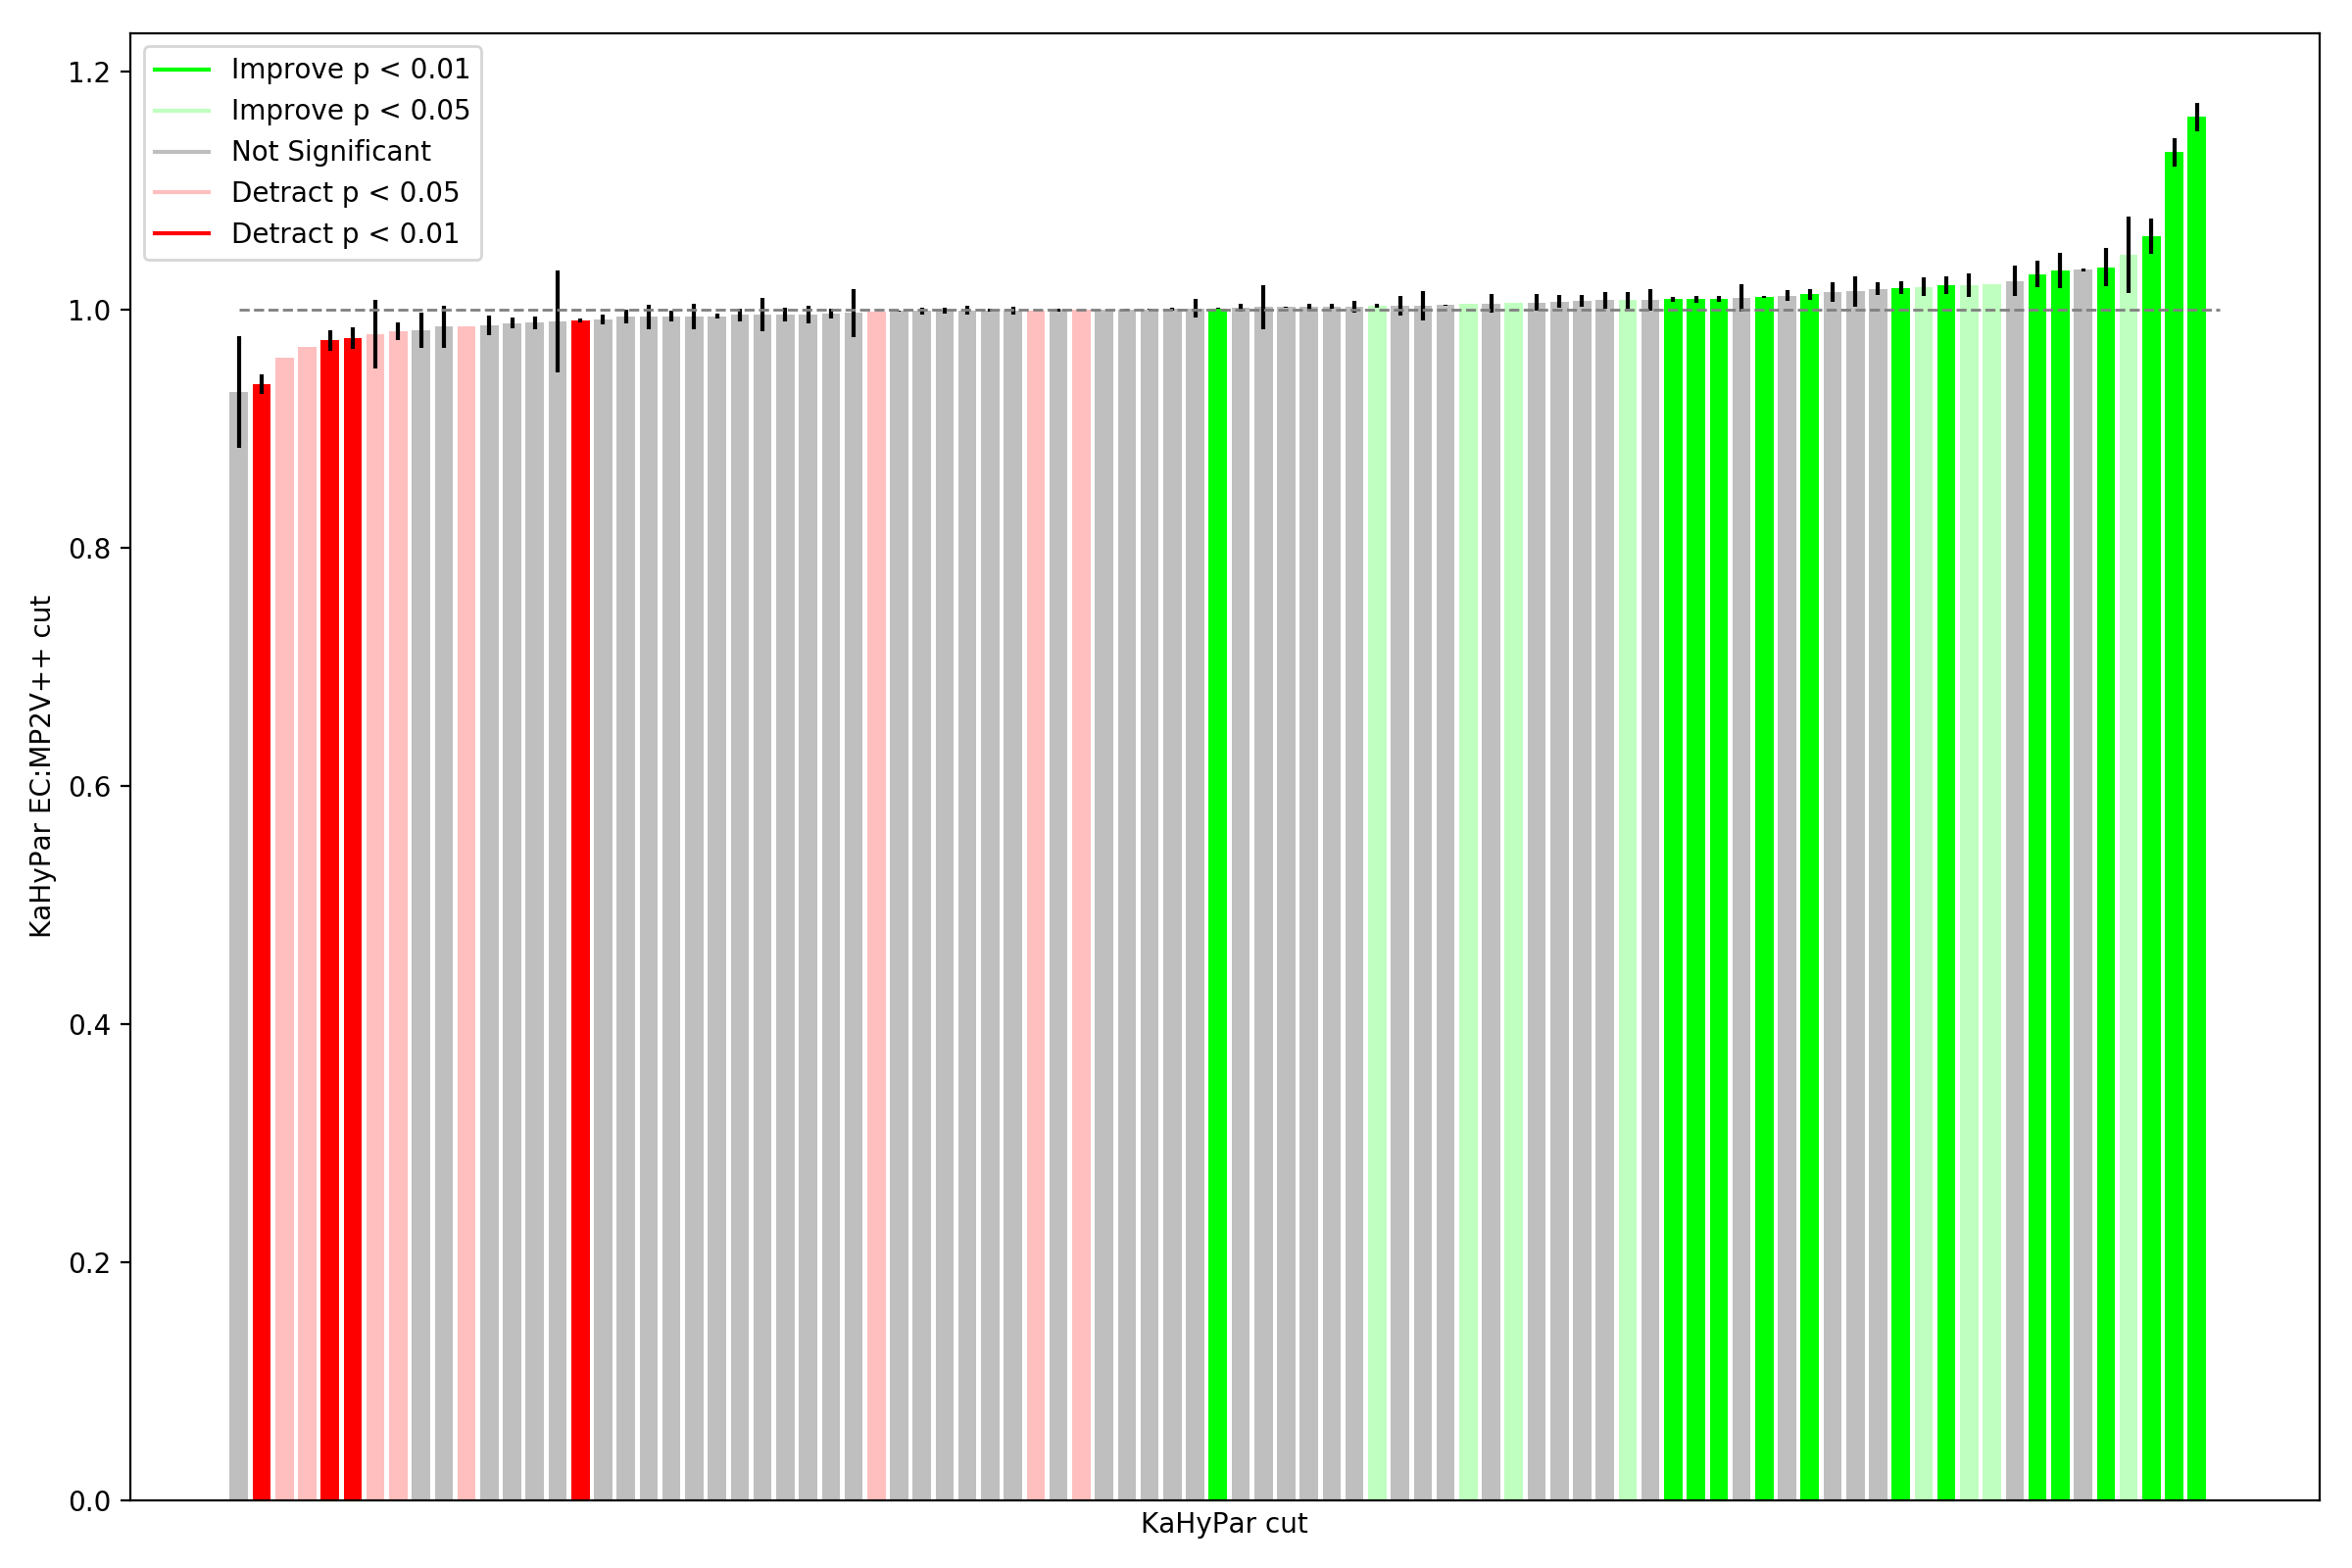 Improve p < 0.01
Improve p < 0.05
Not Significant
Detract p < 0.05
Detract p < 0.01
1.2
1.0
0.8
0.6
0.4
0.2
0.0
KaHyPar EC:MP2V++ cut
KaHyPar cut